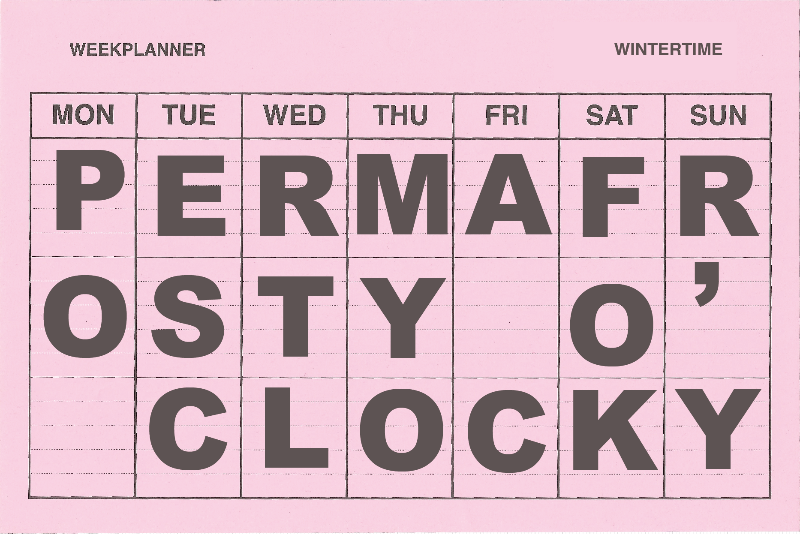 WEEKPLANNER WINTERTIME
MON TUE WED THU FRI SAT SUN
PERMAFR
OSTY O’
CLOCKY